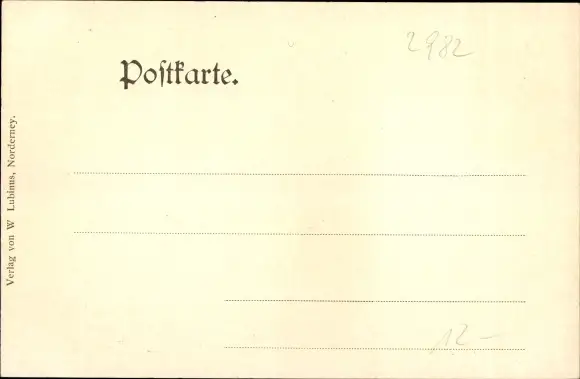 2982
Poſtkarte.
Verlag von W Lubinus, Norderney.
12 -